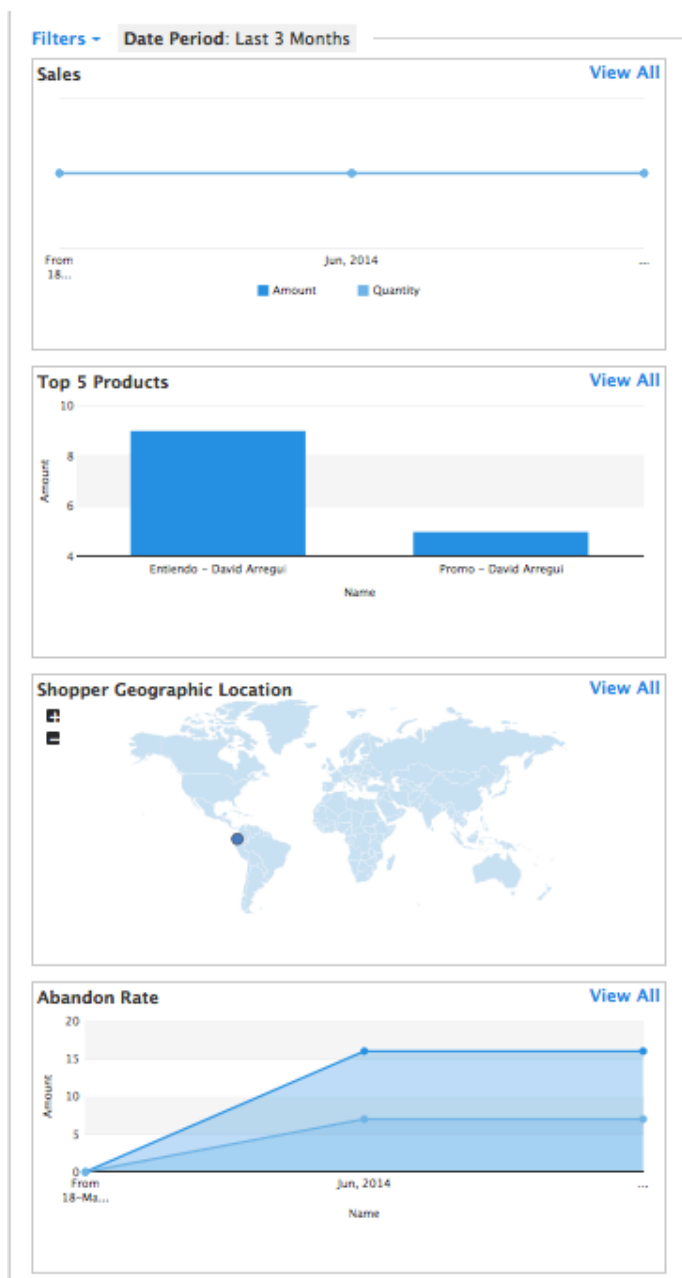 Filters Date Period: Last 3 Months
Sales View All
From
18...
Jun, 2014
...
Amount Quantity
Top 5 Products View All
10
8
6
4
Amount
Entiendo – David Arregui Promo – David Arregui
Name
Shopper Geographic Location View All
+
–
Abandon Rate View All
20
15
10
5
0
Amount
From
18-Ma...
Jun, 2014
...
Name